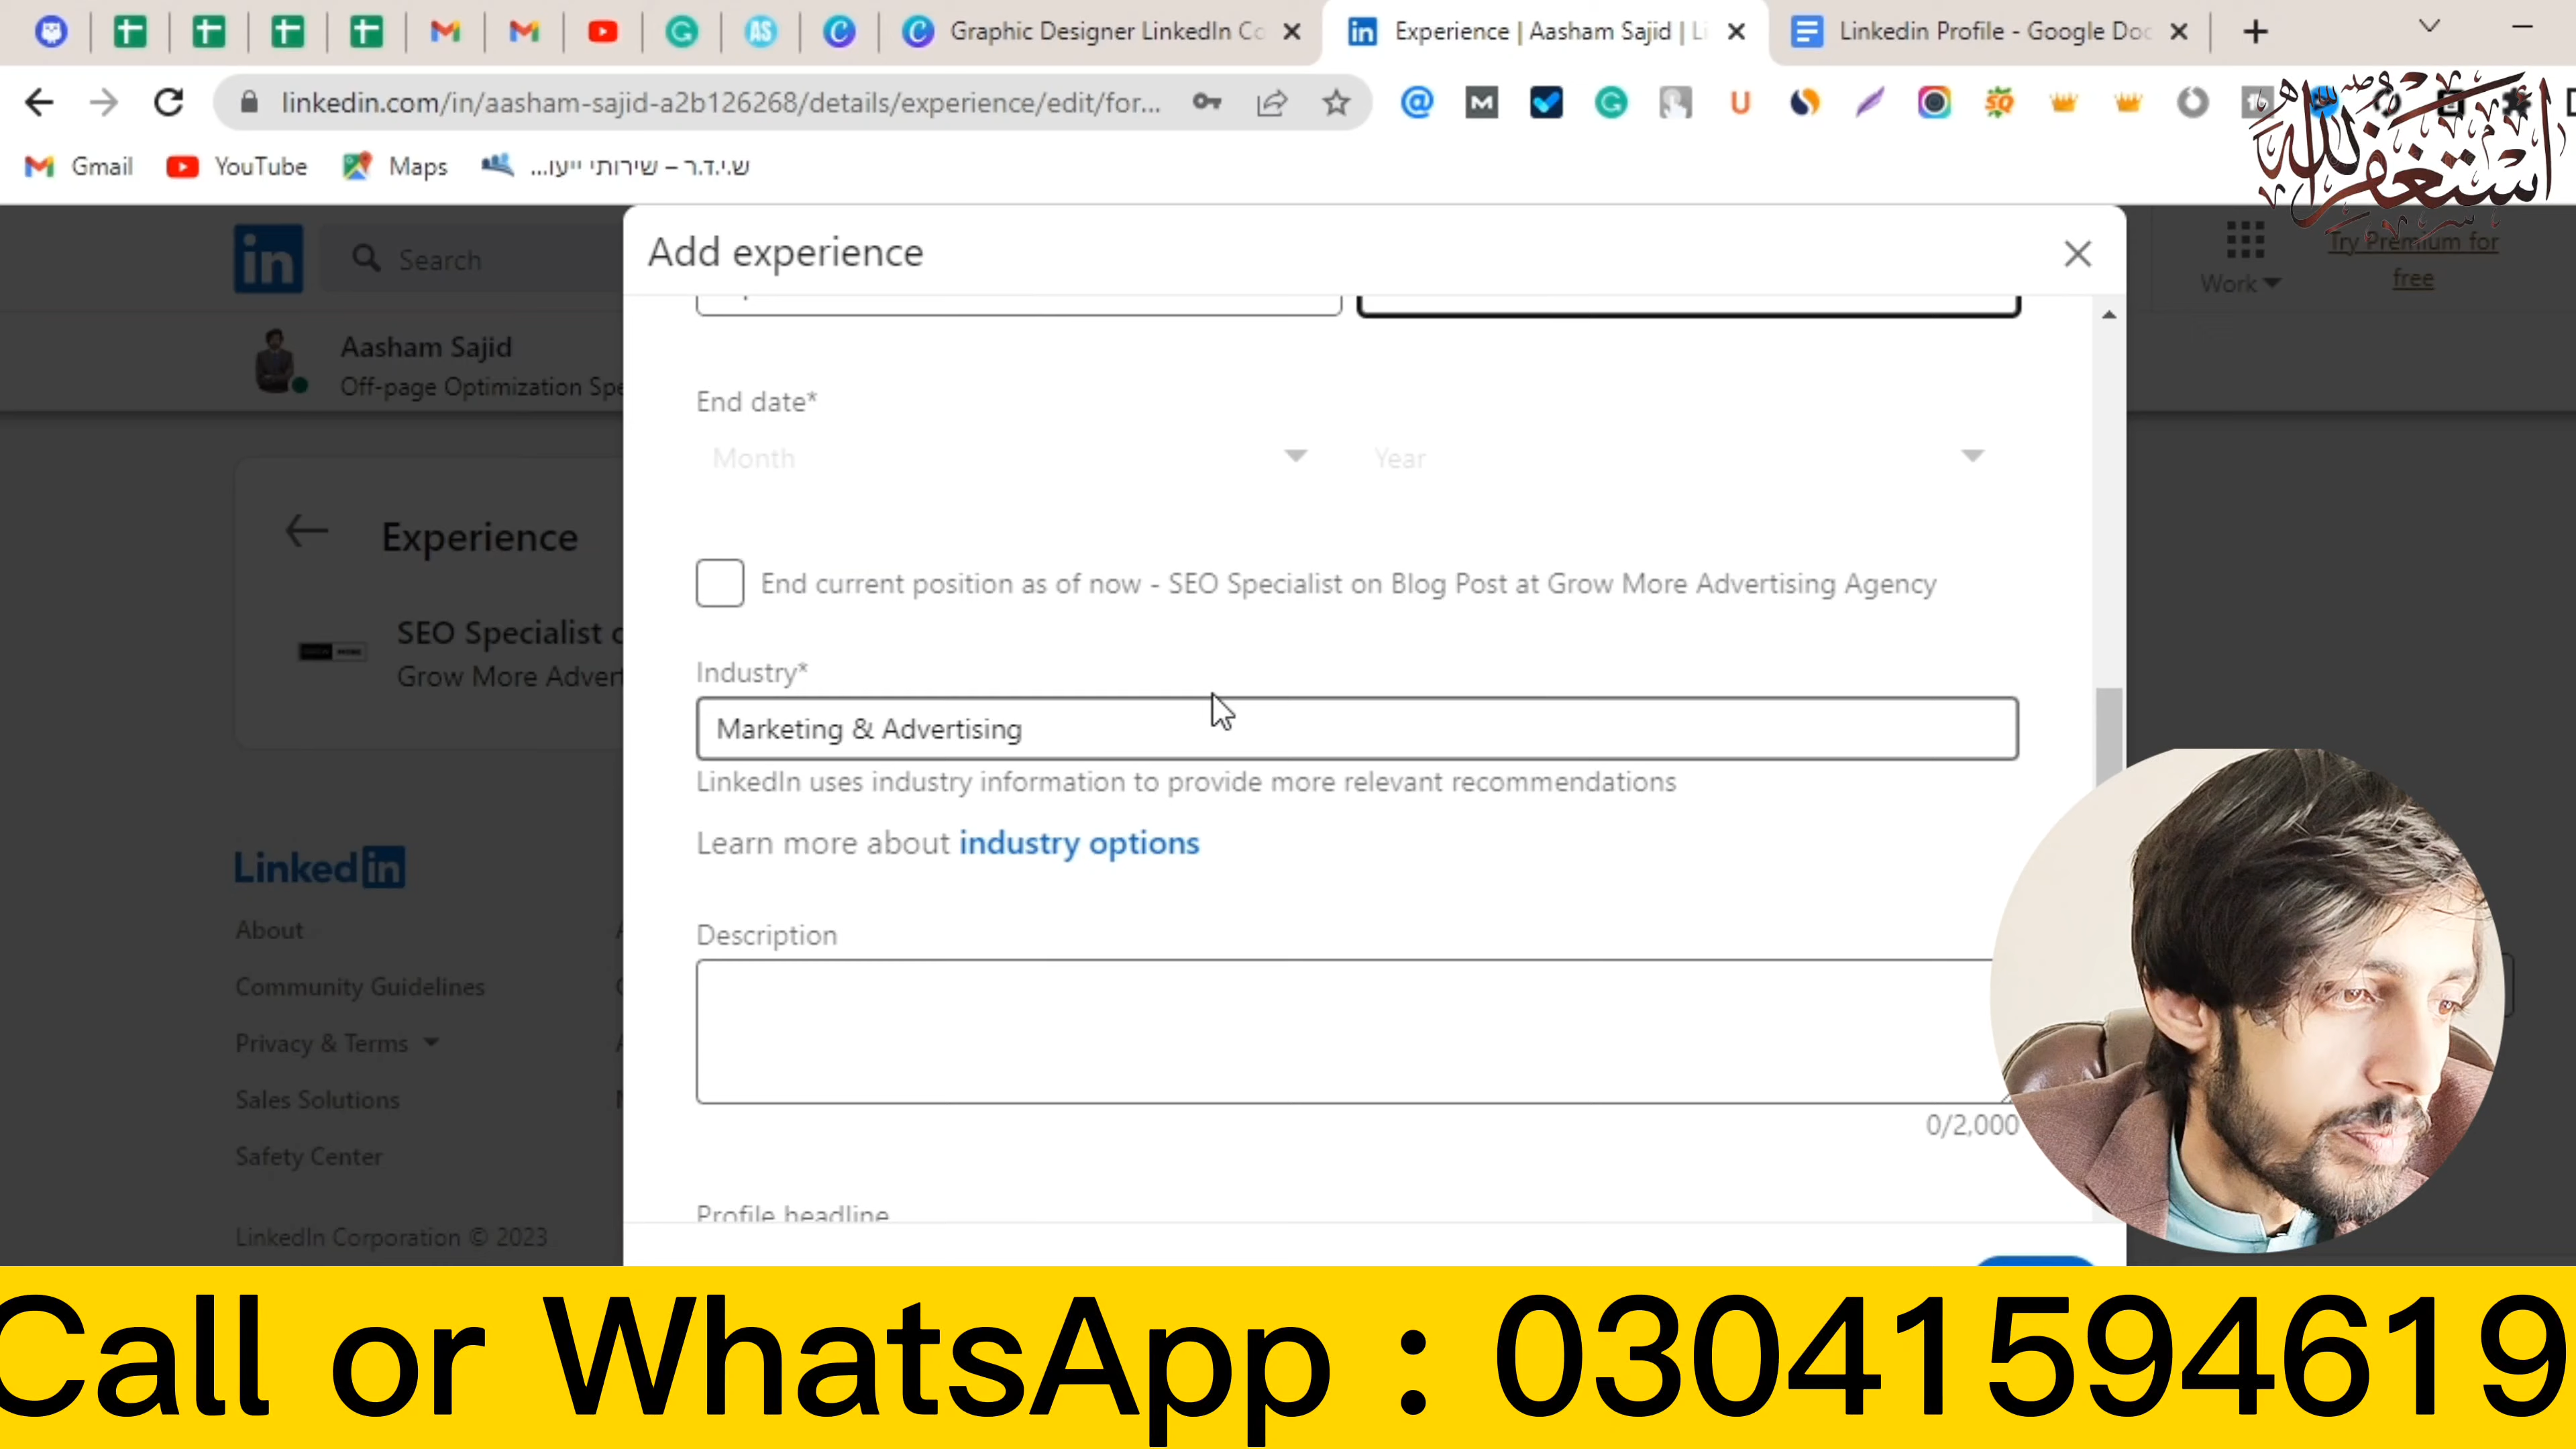 Graphic Designer LinkedIn Co
Experience | Aasham Sajid | Li
Linkedin Profile - Google Doc
linkedin.com/in/aasham-sajid-a2b126268/details/experience/edit/for...
Gmail
YouTube
Maps
ש.י.ד.ר – שירותי ייעו...
أستغفر الله
in
Search
Add experience
Work
Try Premium for
free
Aasham Sajid
Off-page Optimization Spe
End date*
Month
Year
Experience
End current position as of now - SEO Specialist on Blog Post at Grow More Advertising Agency
SEO Specialist o
Grow More Advert
Industry*
Marketing & Advertising
LinkedIn uses industry information to provide more relevant recommendations
Learn more about industry options
LinkedIn
About
Community Guidelines
Privacy & Terms
Sales Solutions
Safety Center
LinkedIn Corporation © 2023
Description
0/2,000
Profile headline
Call or WhatsApp : 03041594619